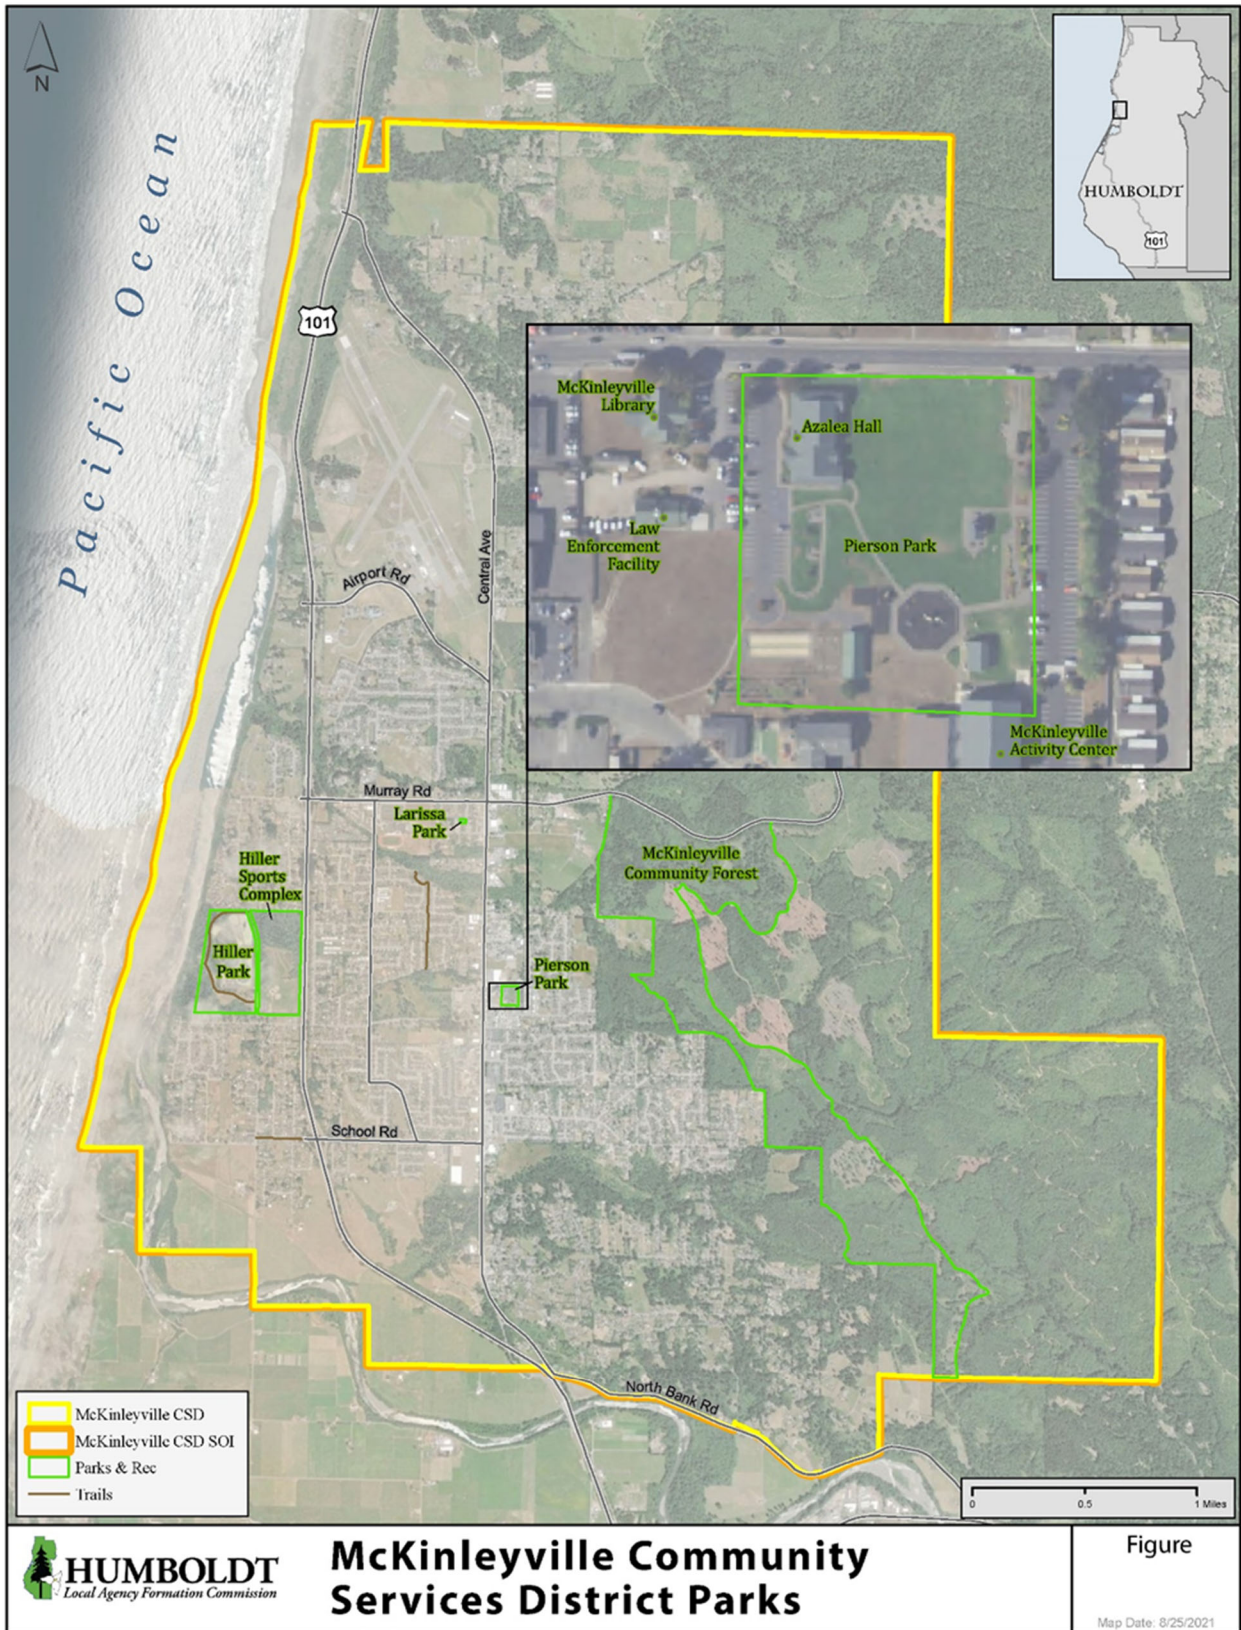 N
Pacific Ocean
HUMBOLDT
101
101
McKinleyville
Library
Azalea Hall
Law
Enforcement
Facility
Pierson Park
McKinleyville
Activity Center
Central Ave
Airport Rd
Murray Rd
Larissa
Park
McKinleyville
Community Forest
Hiller
Sports
Complex
Hiller
Park
Pierson
Park
School Rd
North Bank Rd
McKinleyville CSD
McKinleyville CSD SOI
Parks & Rec
Trails
0 0.5 1 Miles
HUMBOLDT
Local Agency Formation Commission
McKinleyville Community
Services District Parks
Figure
Map Date: 8/25/2021